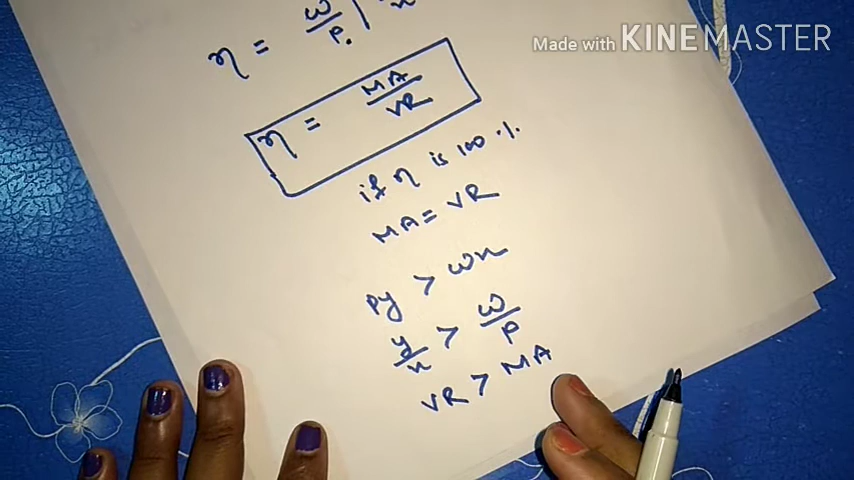 Made with KINEMASTER
η = W/P. |
η = MA/VR
if η is 100 %.
MA = VR
Py > Wx
y/x > W/P
VR > MA